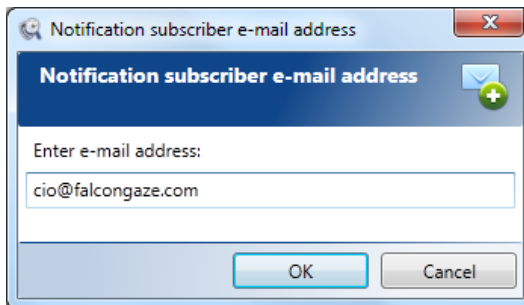 Notification subscriber e-mail address
Notification subscriber e-mail address
Enter e-mail address:
cio@falcongaze.com
OK Cancel